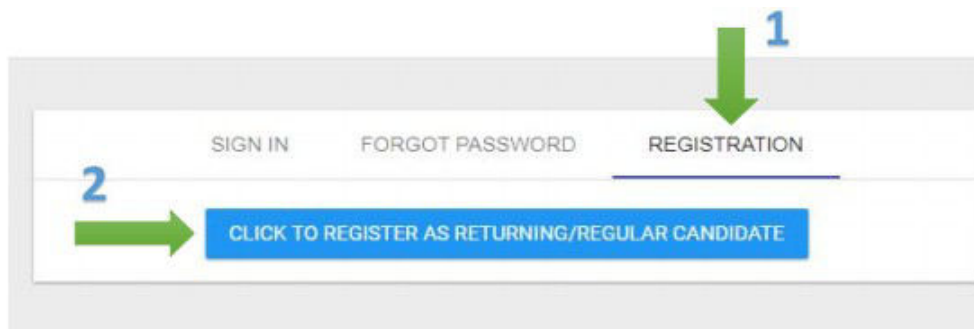 1
SIGN IN FORGOT PASSWORD REGISTRATION
2
CLICK TO REGISTER AS RETURNING/REGULAR CANDIDATE